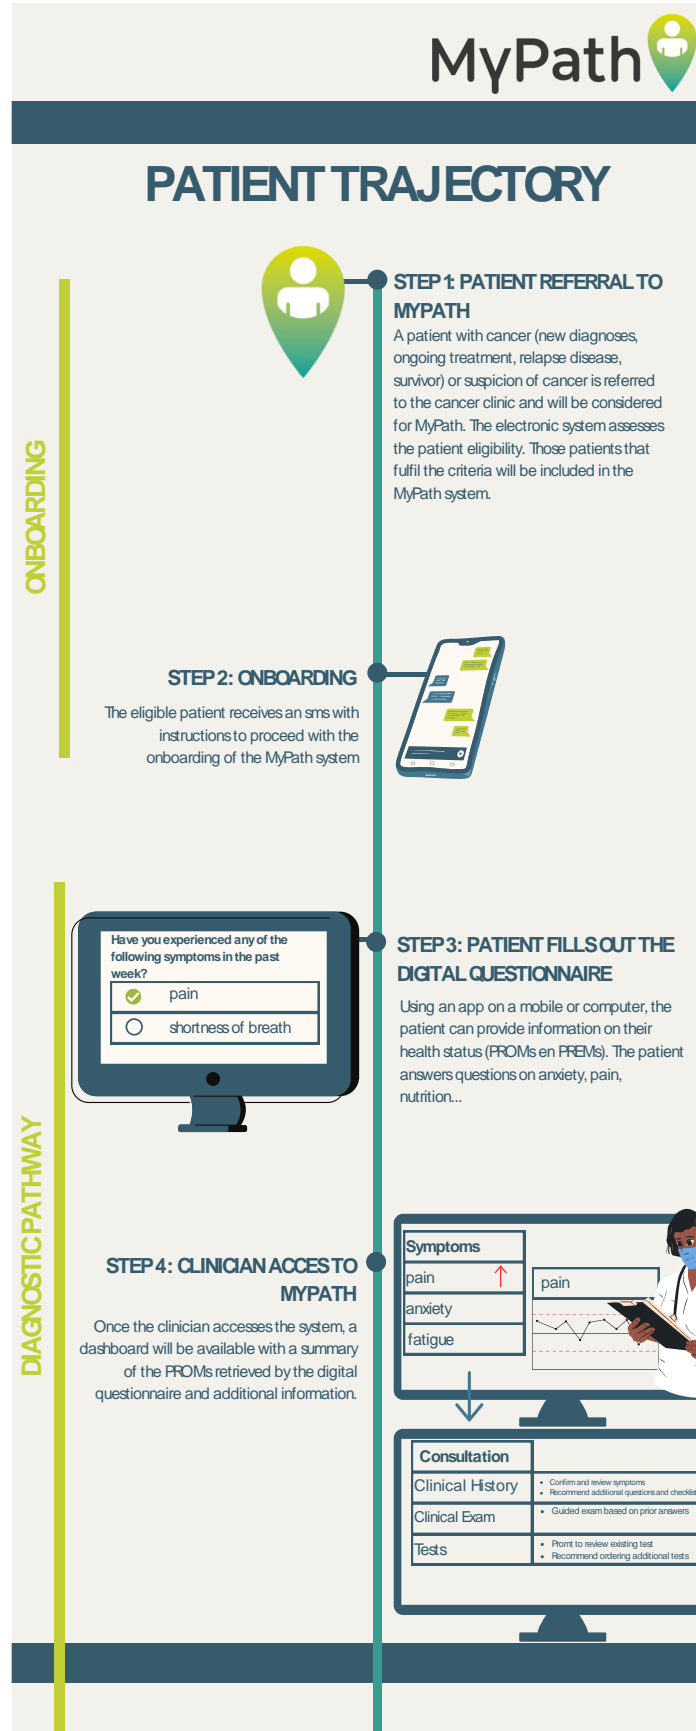 MyPath
PATIENT TRAJECTORY
ONBOARDING
STEP 1: PATIENT REFERRAL TO
MYPATH
A patient with cancer (new diagnoses,
ongoing treatment, relapse disease,
survivor) or suspicion of cancer is referred
to the cancer clinic and will be considered
for MyPath. The electronic system assesses
the patient eligibility. Those patients that
fulfil the criteria will be included in the
MyPath system.
STEP 2: ONBOARDING
The eligible patient receives an sms with
instructions to proceed with the
onboarding of the MyPath system
DIAGNOSTIC PATHWAY
Have you experienced any of the
following symptoms in the past
week?
pain
shortness of breath
STEP 3: PATIENT FILLS OUT THE
DIGITAL QUESTIONNAIRE
Using an app on a mobile or computer, the
patient can provide information on their
health status (PROMs en PREMs). The patient
answers questions on anxiety, pain,
nutrition...
STEP 4: CLINICIAN ACCES TO
MYPATH
Once the clinician accesses the system, a
dashboard will be available with a summary
of the PROMs retrieved by the digital
questionnaire and additional information.
Symptoms
pain
anxiety
fatigue
pain
Consultation
Clinical History
• Confirm and review symptoms
• Recommend additional questions and checklist
Clinical Exam
• Guided exam based on prior answers
Tests
• Promt to review existing test
• Recommend ordering additional tests